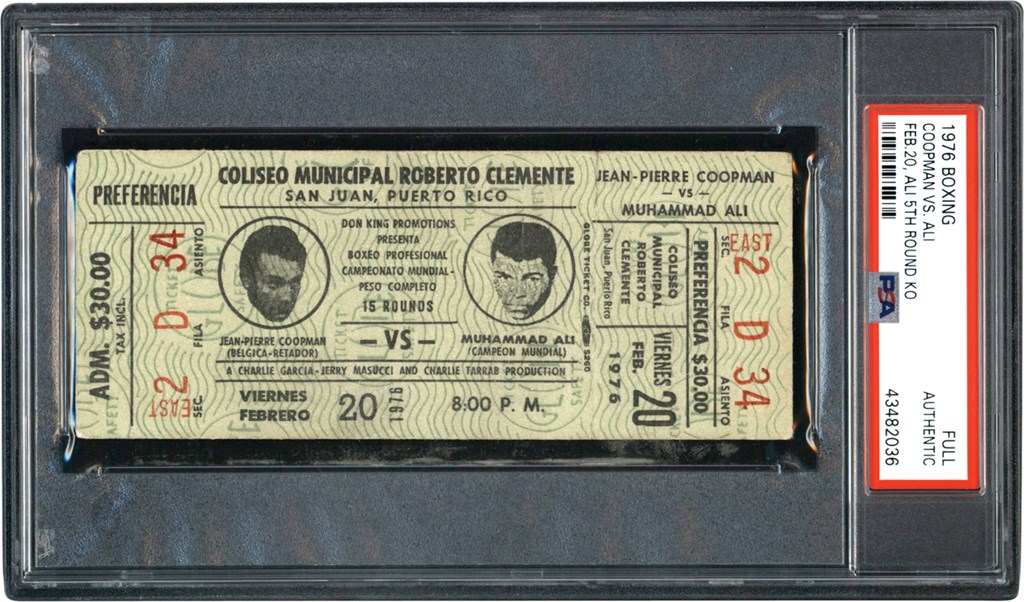 PREFERENCIA
ADM. $30.00
TAX INCL.
EAST 2 D 34
SEC. FILA ASIENTO
COLISEO MUNICIPAL ROBERTO CLEMENTE
SAN JUAN, PUERTO RICO
DON KING PROMOTIONS
PRESENTA
BOXEO PROFESIONAL
CAMPEONATO MUNDIAL-
PESO COMPLETO
15 ROUNDS
— VS —
JEAN-PIERRE COOPMAN
(BELGICA-RETADOR)
MUHAMMAD ALI
(CAMPEON MUNDIAL)
A CHARLIE GARCIA-JERRY MASUCCI AND CHARLIE TARRAB PRODUCTION
VIERNES
FEBRERO 20 1976 8:00 P. M.
GLOBE TICKET CO.
JEAN-PIERRE COOPMAN
— VS —
MUHAMMAD ALI
EAST
2 D 34
SEC. FILA ASIENTO
PREFERENCIA $30.00
COLISEO
MUNICIPAL
ROBERTO
CLEMENTE
San Juan, Puerto Rico
VIERNES
FEB. 20
1976
1976 BOXING
COOPMAN VS. ALI
FEB.20, ALI 5TH ROUND KO
PSA
FULL
AUTHENTIC
43482036